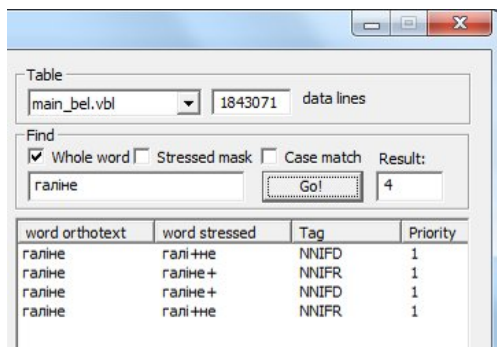 Table
main_bel.vbl 1843071 data lines
Find
Whole word Stressed mask Case match Result:
галіне Go! 4
word orthotext word stressed Tag Priority
галіне галі+не NNIFD 1
галіне галіне+ NNIFR 1
галіне галіне+ NNIFD 1
галіне галі+не NNIFR 1